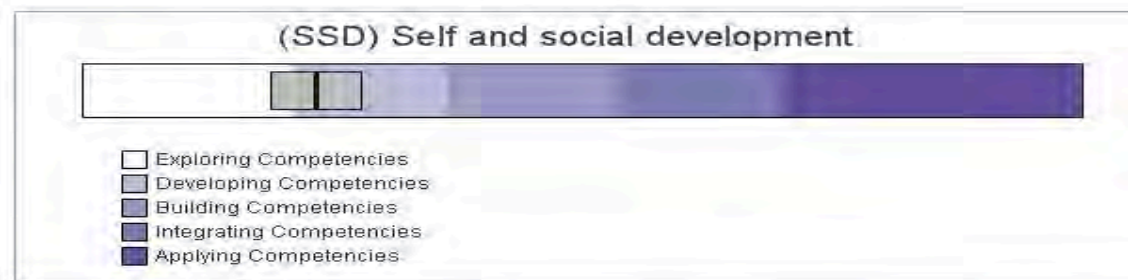 (SSD) Self and social development
Exploring Competencies
Developing Competencies
Building Competencies
Integrating Competencies
Applying Competencies